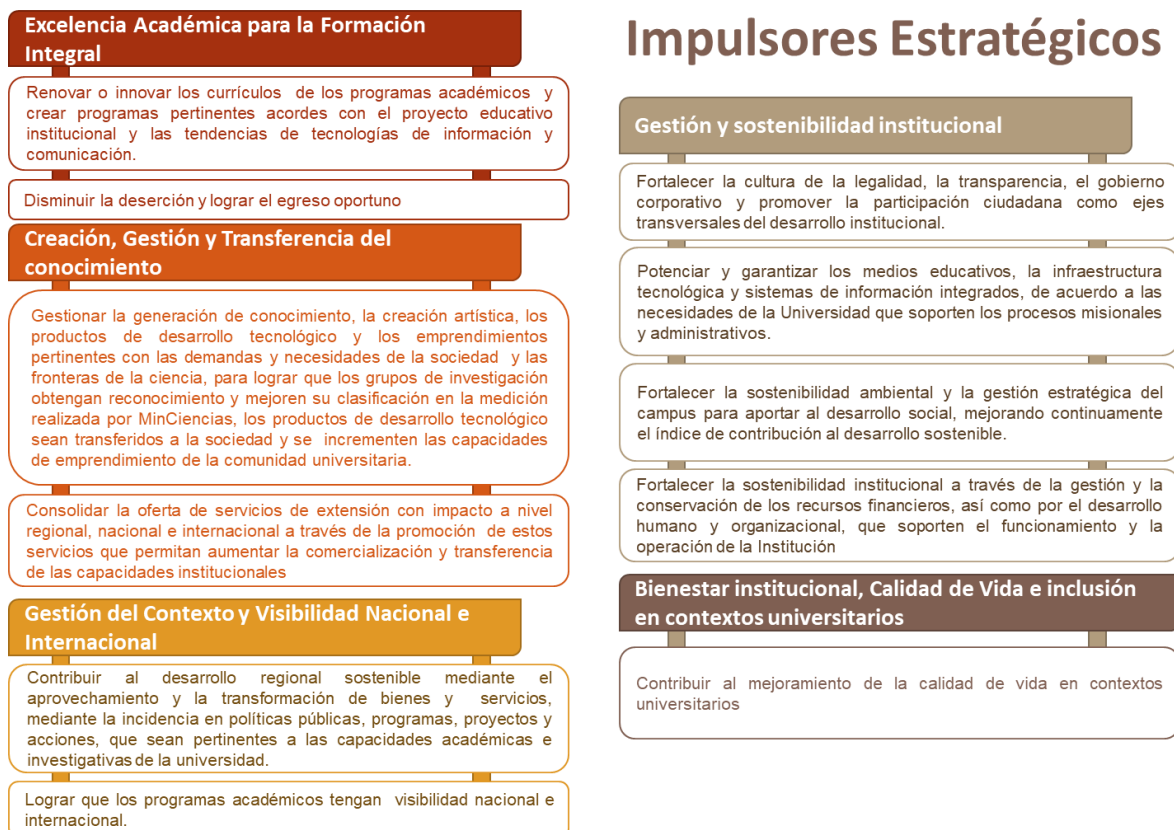 Impulsores Estratégicos
Excelencia Académica para la Formación
Integral
Renovar o innovar los currículos de los programas académicos y
crear programas pertinentes acordes con el proyecto educativo
institucional y las tendencias de tecnologías de información y
comunicación.
Disminuir la deserción y lograr el egreso oportuno
Creación, Gestión y Transferencia del
conocimiento
Gestionar la generación de conocimiento, la creación artística, los
productos de desarrollo tecnológico y los emprendimientos
pertinentes con las demandas y necesidades de la sociedad y las
fronteras de la ciencia, para lograr que los grupos de investigación
obtengan reconocimiento y mejoren su clasificación en la medición
realizada por MinCiencias, los productos de desarrollo tecnológico
sean transferidos a la sociedad y se incrementen las capacidades
de emprendimiento de la comunidad universitaria.
Consolidar la oferta de servicios de extensión con impacto a nivel
regional, nacional e internacional a través de la promoción de estos
servicios que permitan aumentar la comercialización y transferencia
de las capacidades institucionales
Gestión del Contexto y Visibilidad Nacional e
Internacional
Contribuir al desarrollo regional sostenible mediante el
aprovechamiento y la transformación de bienes y servicios,
mediante la incidencia en políticas públicas, programas, proyectos y
acciones, que sean pertinentes a las capacidades académicas e
investigativas de la universidad.
Lograr que los programas académicos tengan visibilidad nacional e
internacional.
Gestión y sostenibilidad institucional
Fortalecer la cultura de la legalidad, la transparencia, el gobierno
corporativo y promover la participación ciudadana como ejes
transversales del desarrollo institucional.
Potenciar y garantizar los medios educativos, la infraestructura
tecnológica y sistemas de información integrados, de acuerdo a las
necesidades de la Universidad que soporten los procesos misionales
y administrativos.
Fortalecer la sostenibilidad ambiental y la gestión estratégica del
campus para aportar al desarrollo social, mejorando continuamente
el índice de contribución al desarrollo sostenible.
Fortalecer la sostenibilidad institucional a través de la gestión y la
conservación de los recursos financieros, así como por el desarrollo
humano y organizacional, que soporten el funcionamiento y la
operación de la Institución
Bienestar institucional, Calidad de Vida e inclusión
en contextos universitarios
Contribuir al mejoramiento de la calidad de vida en contextos
universitarios